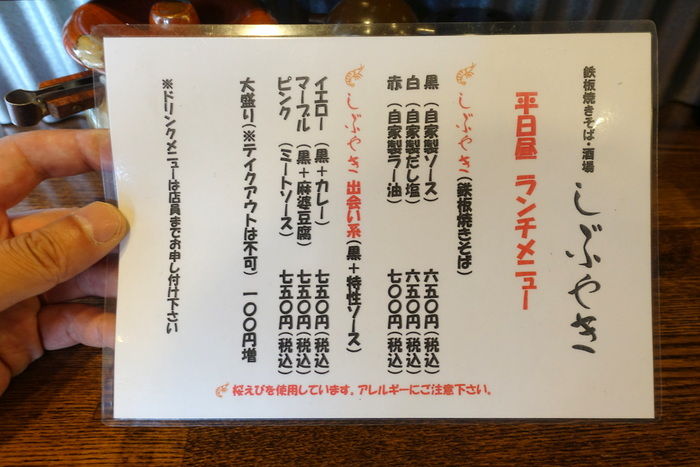 鉄板焼きそば・酒場
しぶやき
平日昼 ランチメニュー
しぶやき(鉄板焼きそば)
黒 (自家製ソース) 六五〇円(税込)
白 (自家製だし塩) 六五〇円(税込)
赤 (自家製ラー油) 七〇〇円(税込)
しぶやき 出会い系(黒+特性ソース)
イエロー (黒+カレー) 七五〇円(税込)
マーブル (黒+麻婆豆腐) 七五〇円(税込)
ピンク (ミートソース) 七五〇円(税込)
大盛り(※テイクアウトは不可) 一〇〇円増
※ドリンクメニューは店員までお申し付け下さい
桜えびを使用しています。アレルギーにご注意下さい。